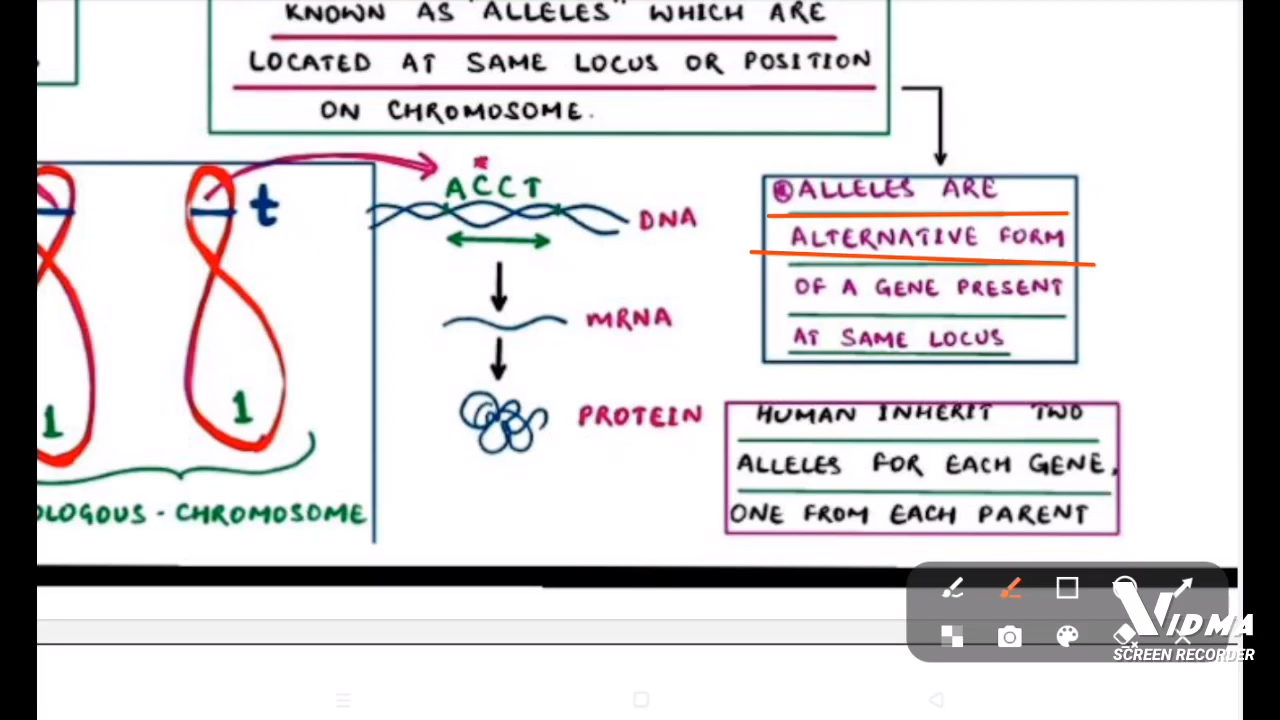 KNOWN AS "ALLELES" WHICH ARE
LOCATED AT SAME LOCUS OR POSITION
ON CHROMOSOME.
t
ACCT
DNA
MRNA
PROTEIN
1
1
OLOGOUS - CHROMOSOME
ALLELES ARE
ALTERNATIVE FORM
OF A GENE PRESENT
AT SAME LOCUS
HUMAN INHERIT TWO
ALLELES FOR EACH GENE,
ONE FROM EACH PARENT
VIDMA
SCREEN RECORDER